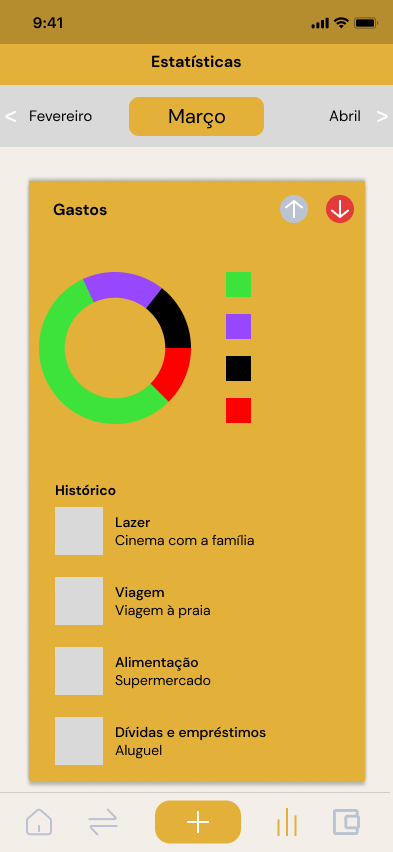 9:41
Estatísticas
< Fevereiro Março Abril >
Gastos
Histórico
Lazer
Cinema com a família
Viagem
Viagem à praia
Alimentação
Supermercado
Dívidas e empréstimos
Aluguel